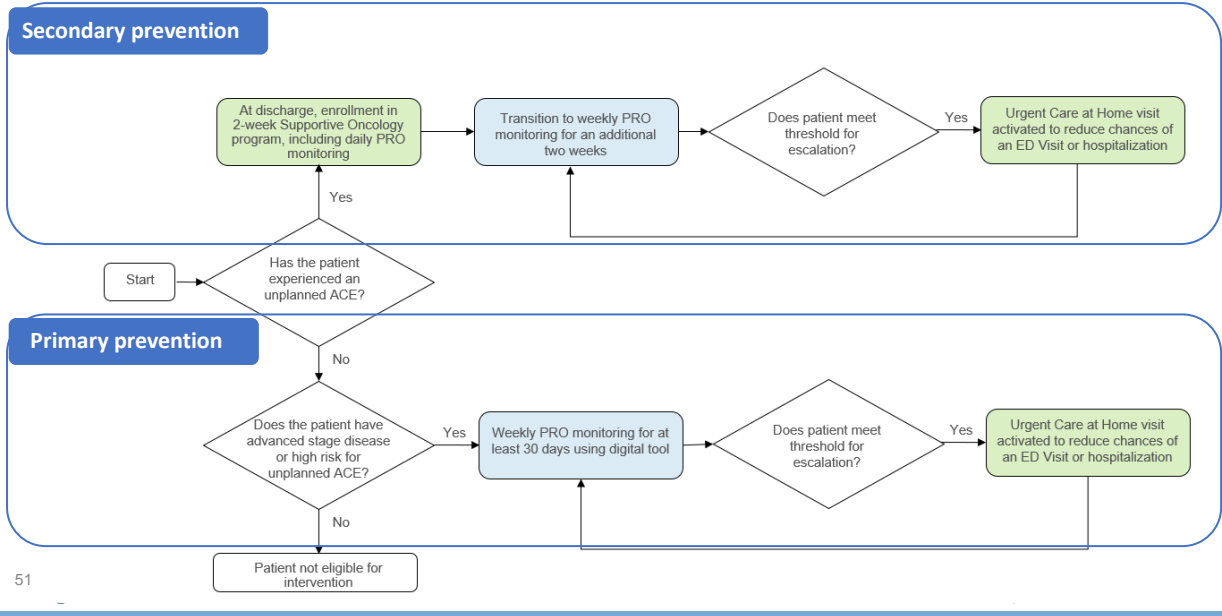 Secondary prevention
At discharge, enrollment in
2-week Supportive Oncology
program, including daily PRO
monitoring
Transition to weekly PRO
monitoring for an additional
two weeks
Does patient meet
threshold for
escalation?
Yes
Urgent Care at Home visit
activated to reduce chances of
an ED Visit or hospitalization
Yes
Start
Has the patient
experienced an
unplanned ACE?
Primary prevention
No
Does the patient have
advanced stage disease
or high risk for
unplanned ACE?
Yes
Weekly PRO monitoring for at
least 30 days using digital tool
Does patient meet
threshold for
escalation?
Yes
Urgent Care at Home visit
activated to reduce chances of
an ED Visit or hospitalization
No
Patient not eligible for
intervention
51